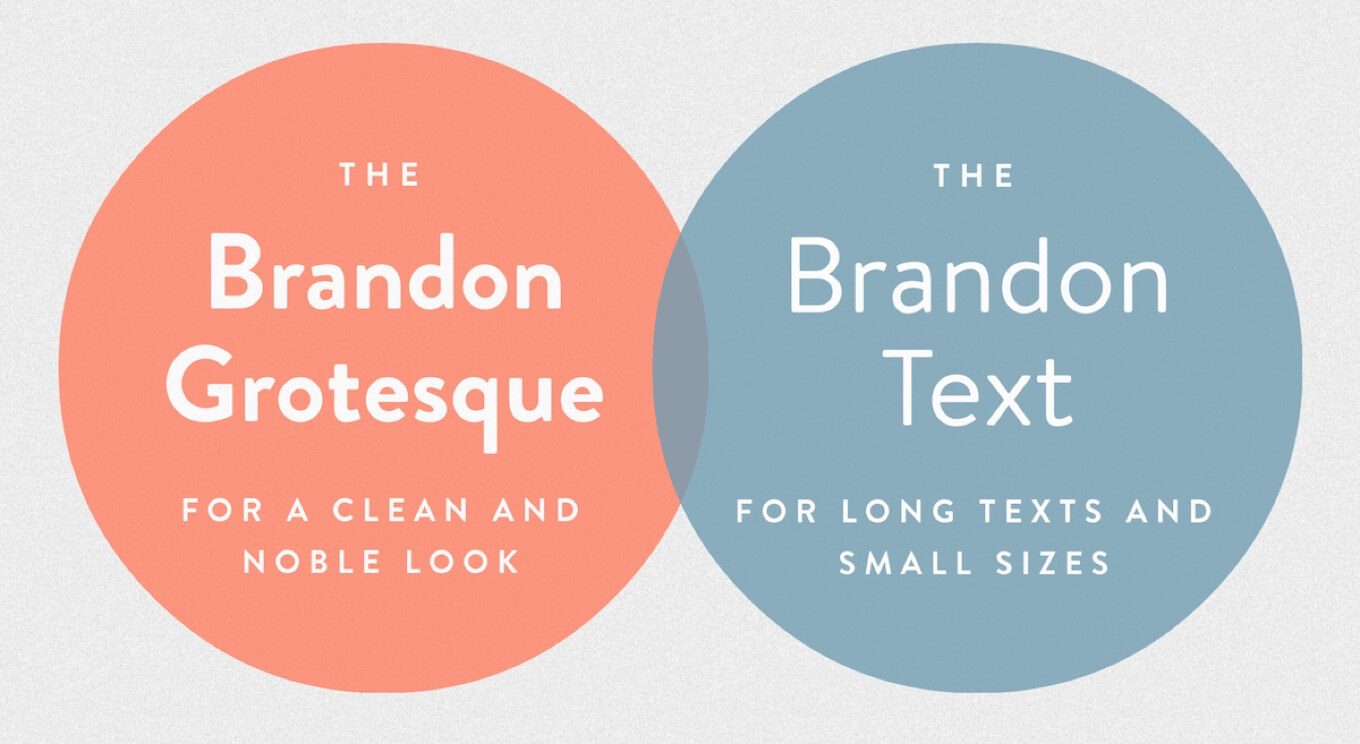 THE
Brandon
Grotesque
FOR A CLEAN AND
NOBLE LOOK
THE
Brandon
Text
FOR LONG TEXTS AND
SMALL SIZES